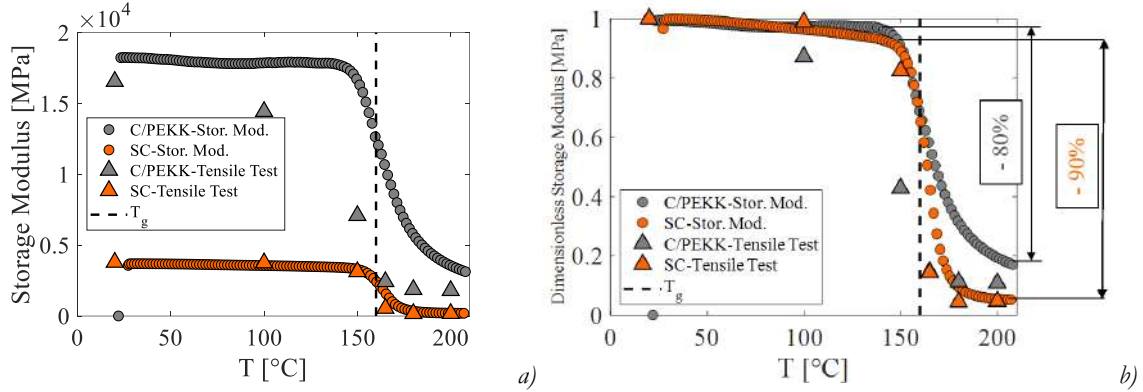 ×10⁴
Storage Modulus [MPa]
2
1.5
1
0.5
0
0 50 100 150 200
T [°C]
C/PEKK-Stor. Mod.
SC-Stor. Mod.
C/PEKK-Tensile Test
SC-Tensile Test
T_g
a)
Dimensionless Storage Modulus [MPa]
1
0.8
0.6
0.4
0.2
0
0 50 100 150 200
T [°C]
C/PEKK-Stor. Mod.
SC-Stor. Mod.
C/PEKK-Tensile Test
SC-Tensile Test
T_g
- 80%
- 90%
b)